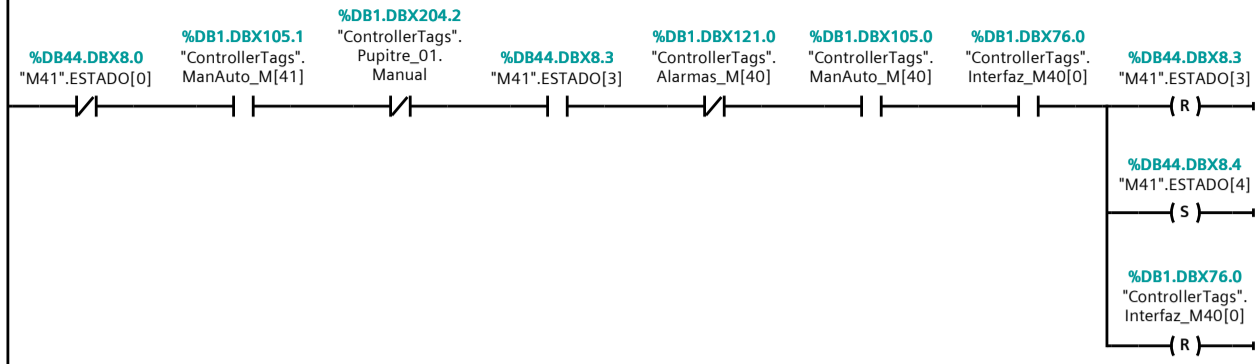 %DB44.DBX8.0
"M41".ESTADO[0]
%DB1.DBX105.1
"ControllerTags".
ManAuto_M[41]
%DB1.DBX204.2
"ControllerTags".
Pupitre_01.
Manual
%DB44.DBX8.3
"M41".ESTADO[3]
%DB1.DBX121.0
"ControllerTags".
Alarmas_M[40]
%DB1.DBX105.0
"ControllerTags".
ManAuto_M[40]
%DB1.DBX76.0
"ControllerTags".
Interfaz_M40[0]
%DB44.DBX8.3
"M41".ESTADO[3]
R
%DB44.DBX8.4
"M41".ESTADO[4]
S
%DB1.DBX76.0
"ControllerTags".
Interfaz_M40[0]
R